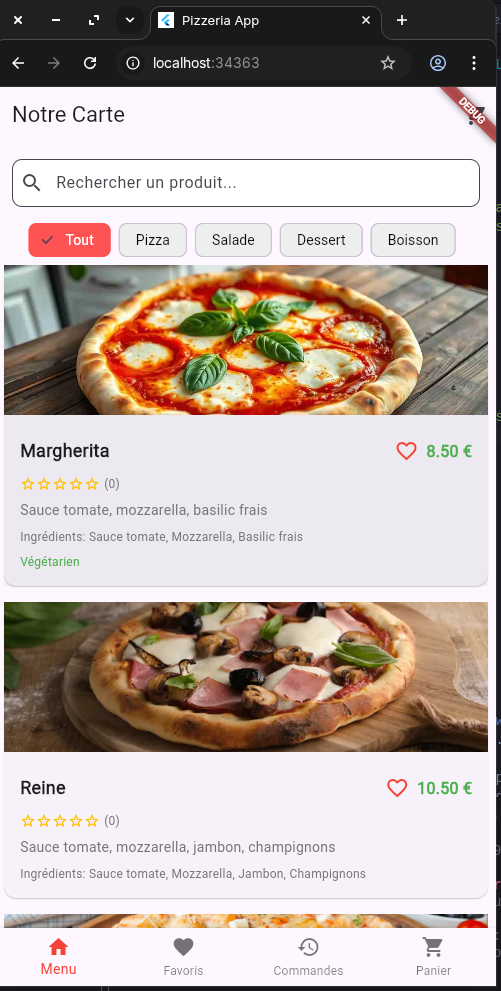 Pizzeria App
localhost:34363
Notre Carte
DEBUG
Rechercher un produit...
Tout Pizza Salade Dessert Boisson
Margherita 8.50 €
(0)
Sauce tomate, mozzarella, basilic frais
Ingrédients: Sauce tomate, Mozzarella, Basilic frais
Végétarien
Reine 10.50 €
(0)
Sauce tomate, mozzarella, jambon, champignons
Ingrédients: Sauce tomate, Mozzarella, Jambon, Champignons
Menu Favoris Commandes Panier